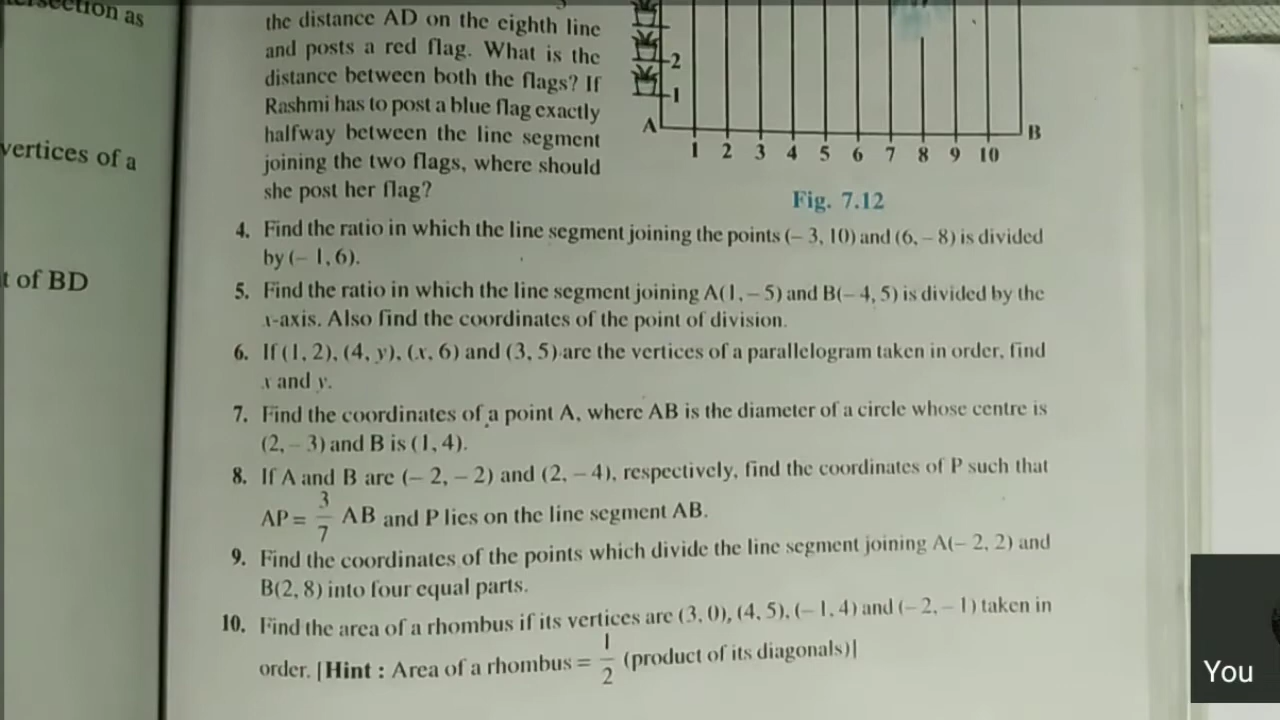 ersection as
vertices of a
t of BD
the distance AD on the eighth line
and posts a red flag. What is the
distance between both the flags? If
Rashmi has to post a blue flag exactly
halfway between the line segment
joining the two flags, where should
she post her flag?
2
1
A
B
1 2 3 4 5 6 7 8 9 10
Fig. 7.12
4. Find the ratio in which the line segment joining the points (– 3, 10) and (6, – 8) is divided
by (– 1, 6).
5. Find the ratio in which the line segment joining A(1, – 5) and B(– 4, 5) is divided by the
x-axis. Also find the coordinates of the point of division.
6. If (1, 2), (4, y), (x, 6) and (3, 5) are the vertices of a parallelogram taken in order, find
x and y.
7. Find the coordinates of a point A, where AB is the diameter of a circle whose centre is
(2, – 3) and B is (1, 4).
8. If A and B are (– 2, – 2) and (2, – 4), respectively, find the coordinates of P such that
AP = 3/7 AB and P lies on the line segment AB.
9. Find the coordinates of the points which divide the line segment joining A(– 2, 2) and
B(2, 8) into four equal parts.
10. Find the area of a rhombus if its vertices are (3, 0), (4, 5), (– 1, 4) and (– 2, – 1) taken in
order. [Hint : Area of a rhombus = 1/2 (product of its diagonals)]
You